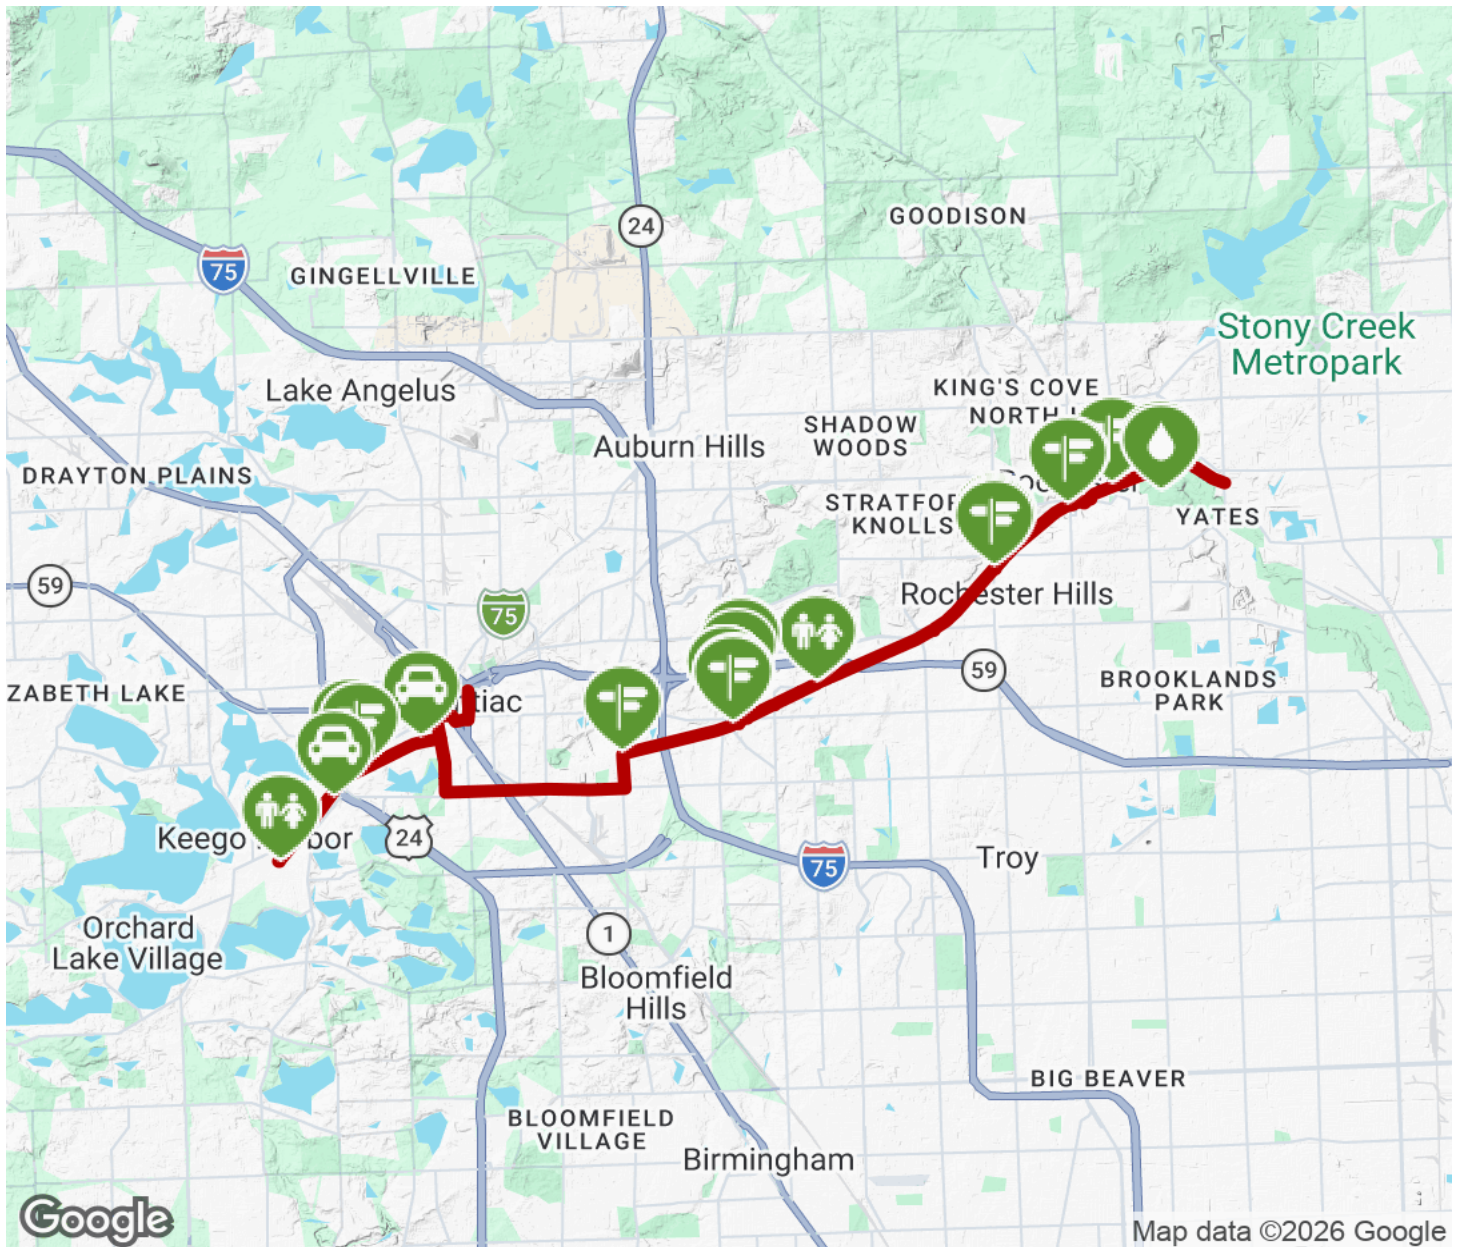 24
GOODISON
75
GINGELLVILLE
Stony Creek
Metropark
Lake Angelus
KING'S COVE
NORTH
SHADOW
WOODS
Auburn Hills
DRAYTON PLAINS
STRATFOR
KNOLLS
YATES
59
Rochester Hills
75
59
ZABETH LAKE
BROOKLANDS
PARK
tiac
Keego
bor
24
75
Troy
Orchard
Lake Village
1
Bloomfield
Hills
BIG BEAVER
BLOOMFIELD
VILLAGE
Birmingham
Google
Map data ©2026 Google